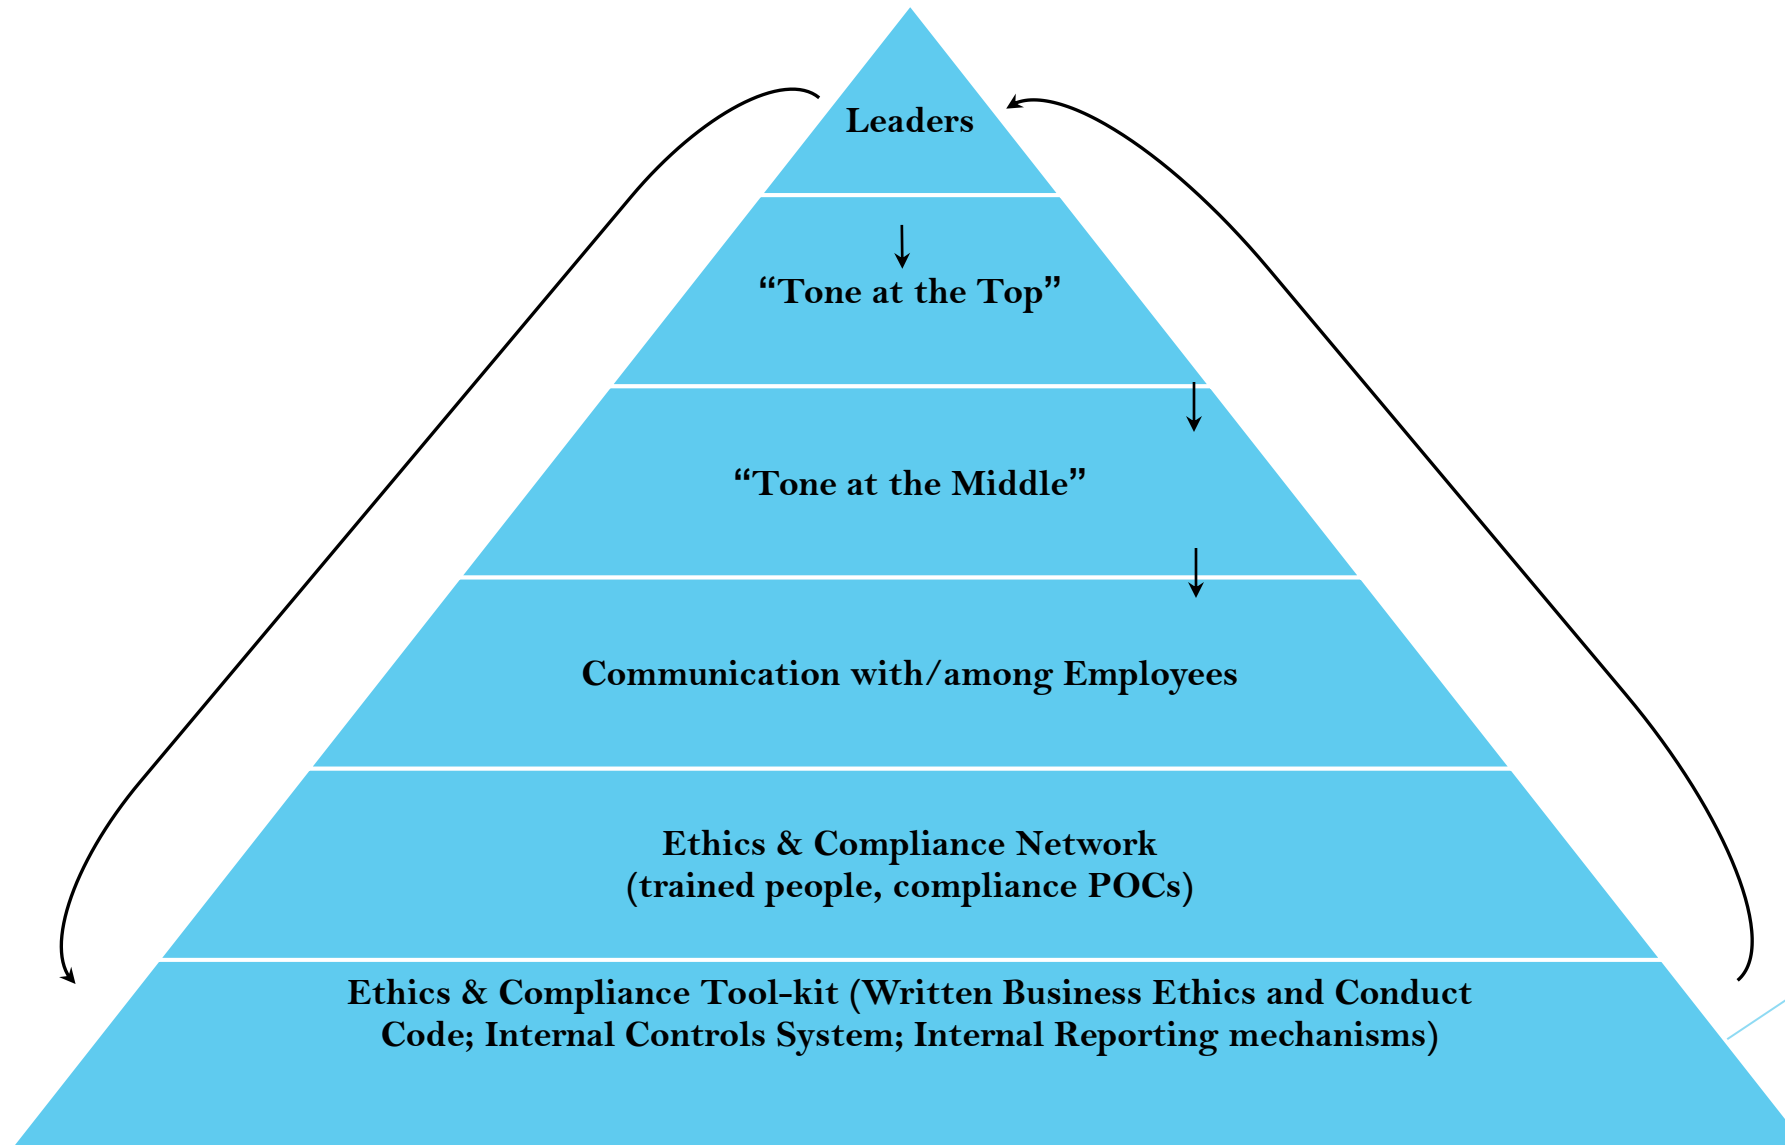 Leaders
“Tone at the Top”
“Tone at the Middle”
Communication with/among Employees
Ethics & Compliance Network
(trained people, compliance POCs)
Ethics & Compliance Tool-kit (Written Business Ethics and Conduct
Code; Internal Controls System; Internal Reporting mechanisms)